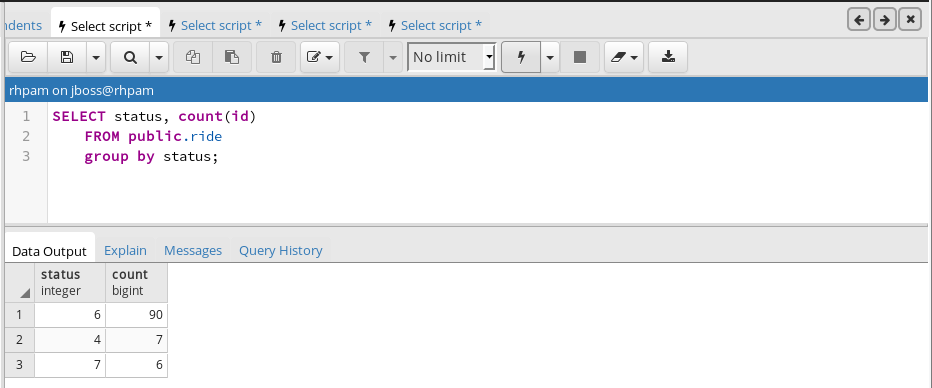 ndents Select script * Select script * Select script * Select script *
No limit
rhpam on jboss@rhpam
1 SELECT status, count(id)
2 FROM public.ride
3 group by status;
Data Output Explain Messages Query History
status count
integer bigint
1 6 90
2 4 7
3 7 6